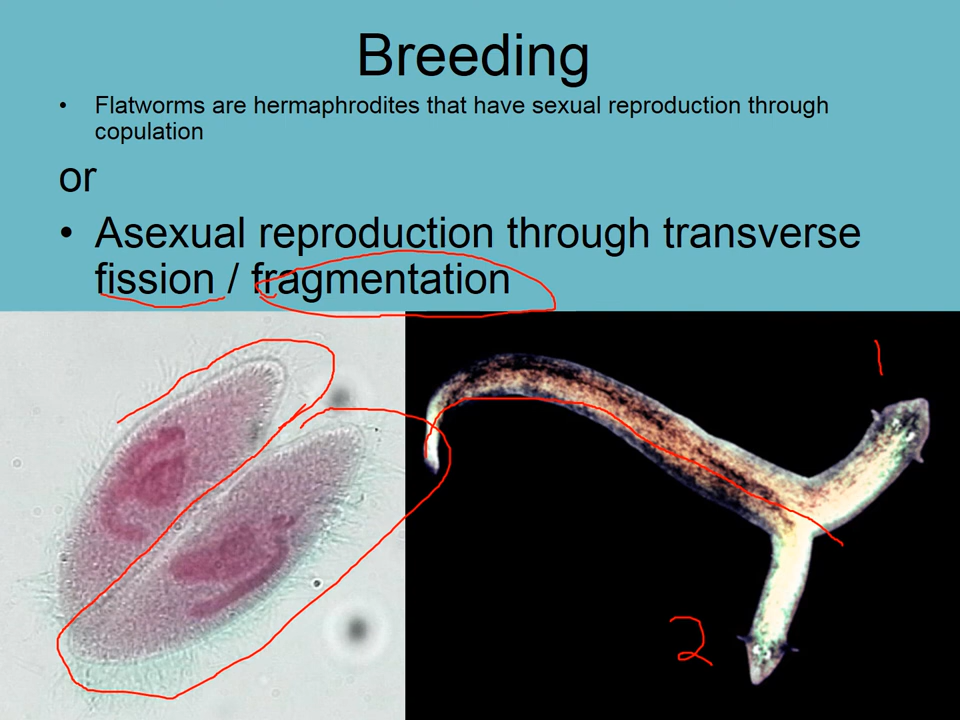 Breeding
• Flatworms are hermaphrodites that have sexual reproduction through
copulation
or
• Asexual reproduction through transverse
fission / fragmentation
1
2